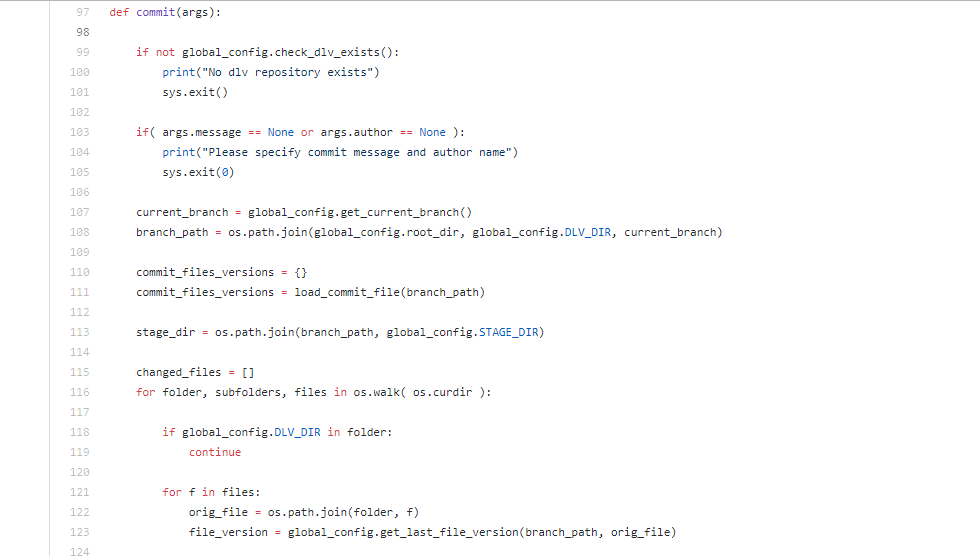 97 def commit(args):
98
99 if not global_config.check_dlv_exists():
100 print("No dlv repository exists")
101 sys.exit()
102
103 if( args.message == None or args.author == None ):
104 print("Please specify commit message and author name")
105 sys.exit(0)
106
107 current_branch = global_config.get_current_branch()
108 branch_path = os.path.join(global_config.root_dir, global_config.DLV_DIR, current_branch)
109
110 commit_files_versions = {}
111 commit_files_versions = load_commit_file(branch_path)
112
113 stage_dir = os.path.join(branch_path, global_config.STAGE_DIR)
114
115 changed_files = []
116 for folder, subfolders, files in os.walk( os.curdir ):
117
118 if global_config.DLV_DIR in folder:
119 continue
120
121 for f in files:
122 orig_file = os.path.join(folder, f)
123 file_version = global_config.get_last_file_version(branch_path, orig_file)
124